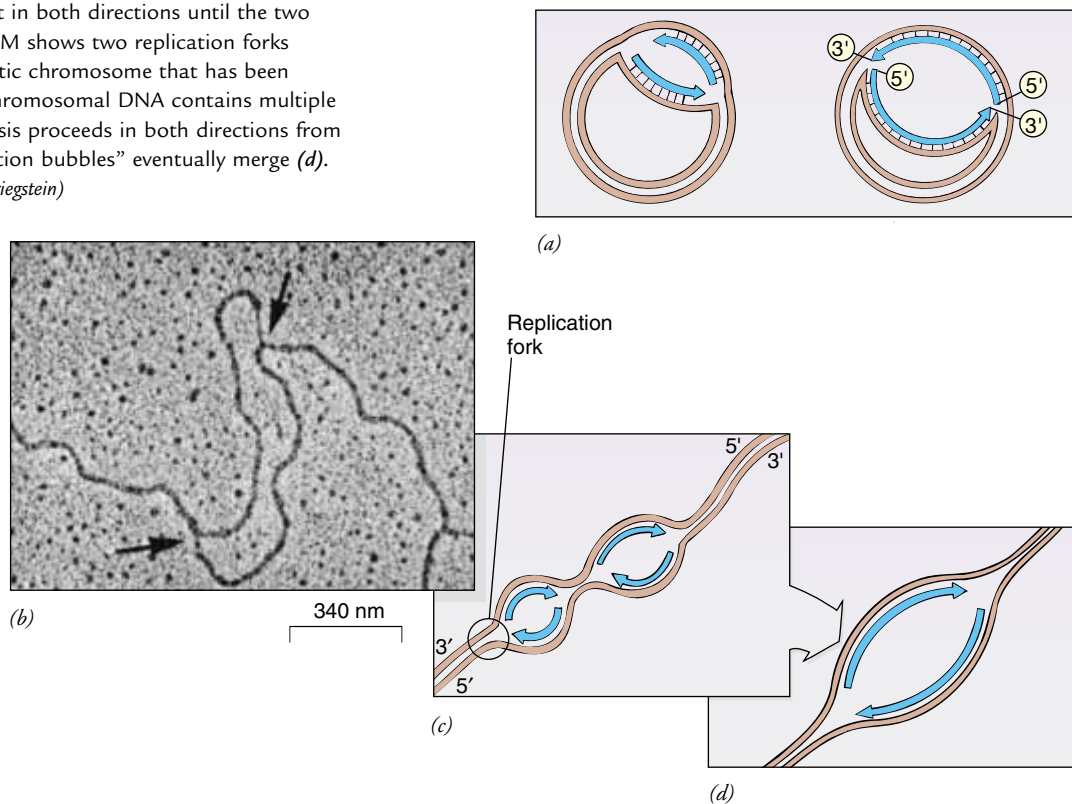 t in both directions until the two
M shows two replication forks
tic chromosome that has been
hromosomal DNA contains multiple
sis proceeds in both directions from
tion bubbles” eventually merge (d).
iegstein)
3'
5'
5'
3'
(a)
Replication
fork
(b)
340 nm
5'
3'
3′
5′
(c)
(d)